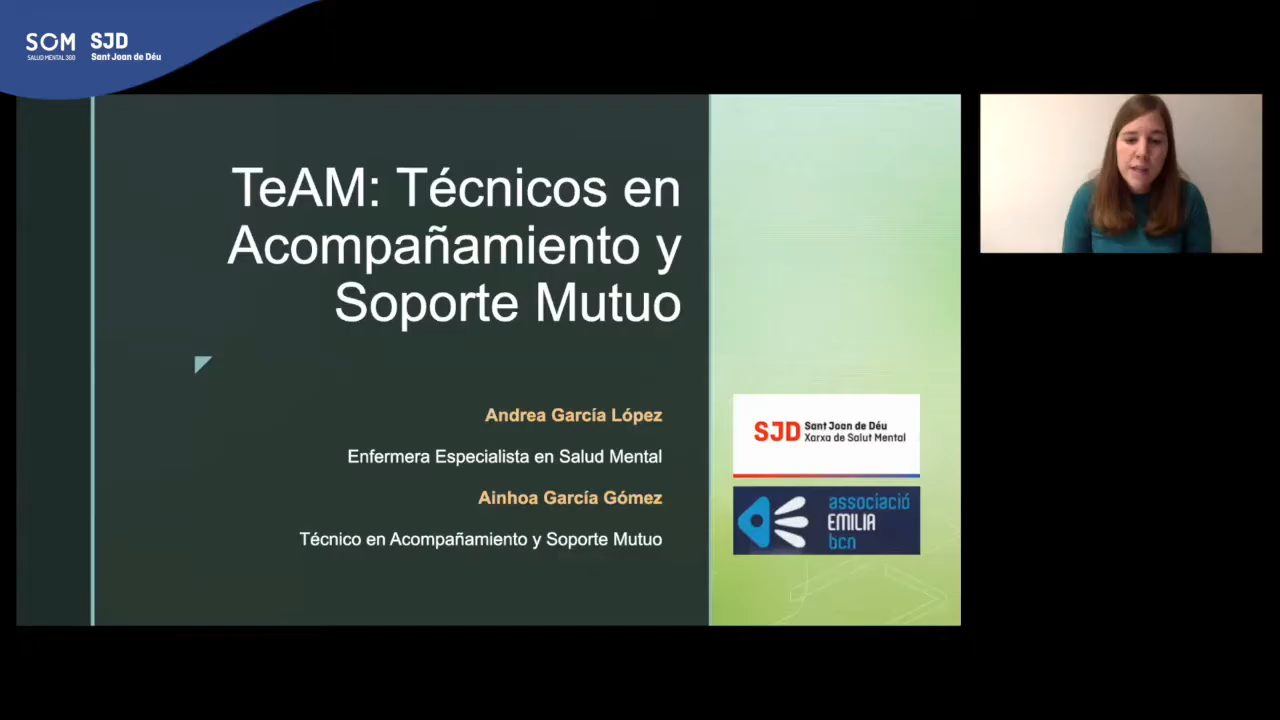 SOM
SALUD MENTAL 360
SJD
Sant Joan de Déu
TeAM: Técnicos en
Acompañamiento y
Soporte Mutuo
Andrea García López
Enfermera Especialista en Salud Mental
Ainhoa García Gómez
Técnico en Acompañamiento y Soporte Mutuo
SJD Sant Joan de Déu
Xarxa de Salut Mental
associació
EMILIA
bcn